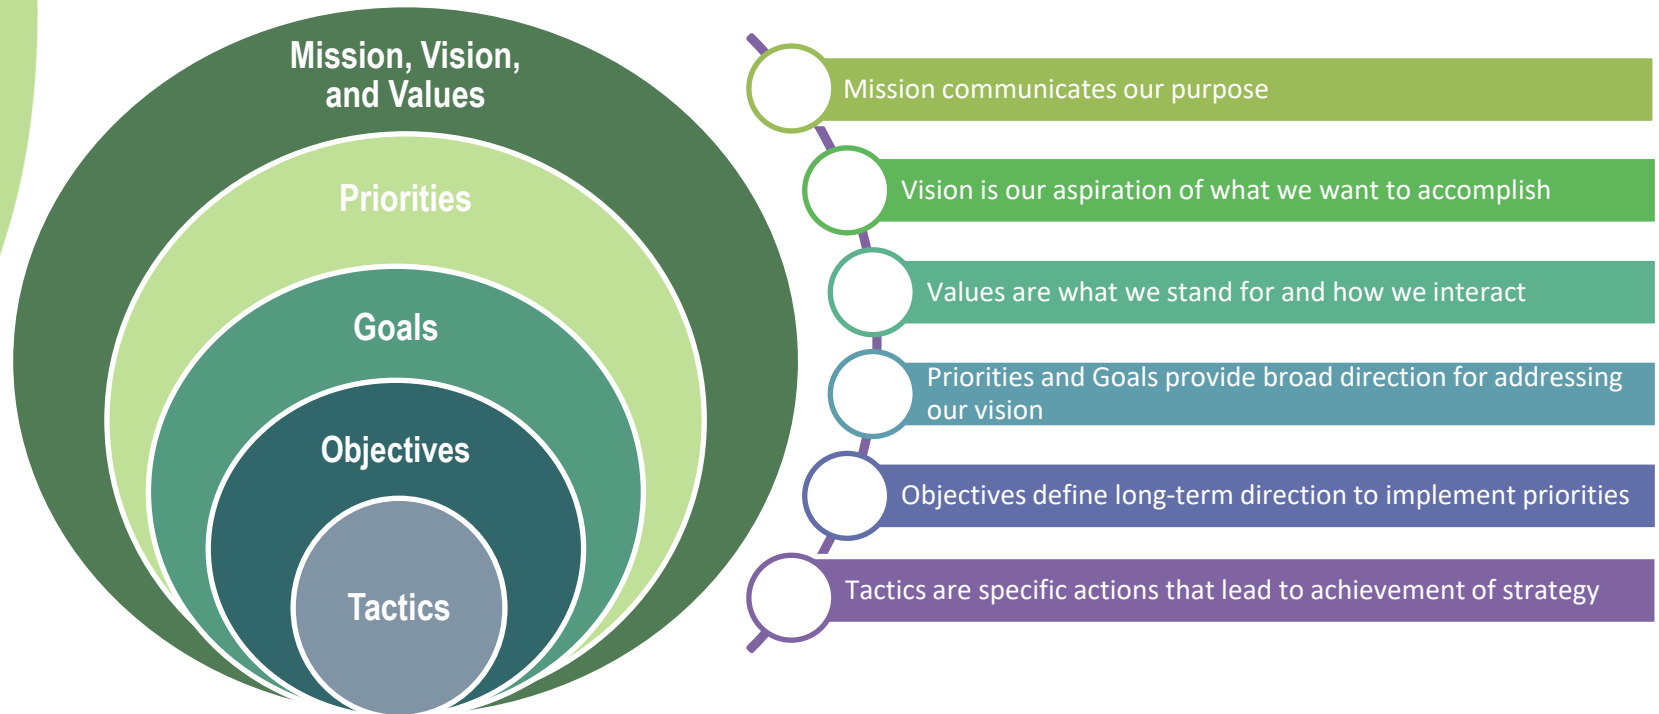 Mission, Vision,
and Values
Priorities
Goals
Objectives
Tactics
Mission communicates our purpose
Vision is our aspiration of what we want to accomplish
Values are what we stand for and how we interact
Priorities and Goals provide broad direction for addressing
our vision
Objectives define long-term direction to implement priorities
Tactics are specific actions that lead to achievement of strategy